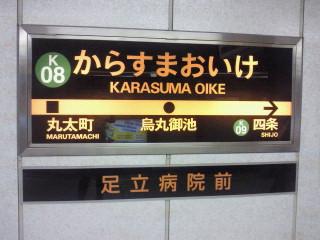 K
08
からすまおいけ
KARASUMA OIKE
丸太町
MARUTAMACHI
烏丸御池
K
09
四条
SHIJO
足立病院前